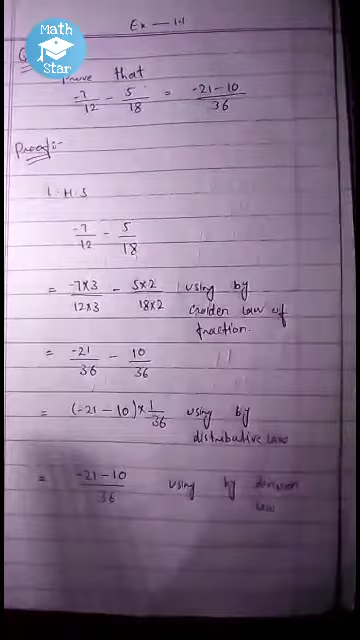 Ex - 1.1
Math
Star
Prove that
-7/12 - 5/18 = -21-10/36
Proof:-
L.H.S
-7/12 - 5/18
= -7×3/12×3 - 5×2/18×2 using by
Golden law of
fraction.
= -21/36 - 10/36 "
= (-21-10)×1/36 using by
distributive law
= -21-10/36 using by division
law